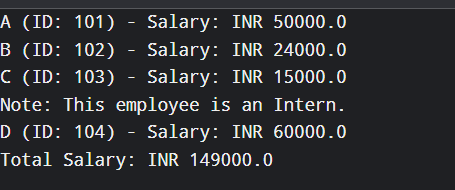 A (ID: 101) - Salary: INR 50000.0
B (ID: 102) - Salary: INR 24000.0
C (ID: 103) - Salary: INR 15000.0
Note: This employee is an Intern.
D (ID: 104) - Salary: INR 60000.0
Total Salary: INR 149000.0